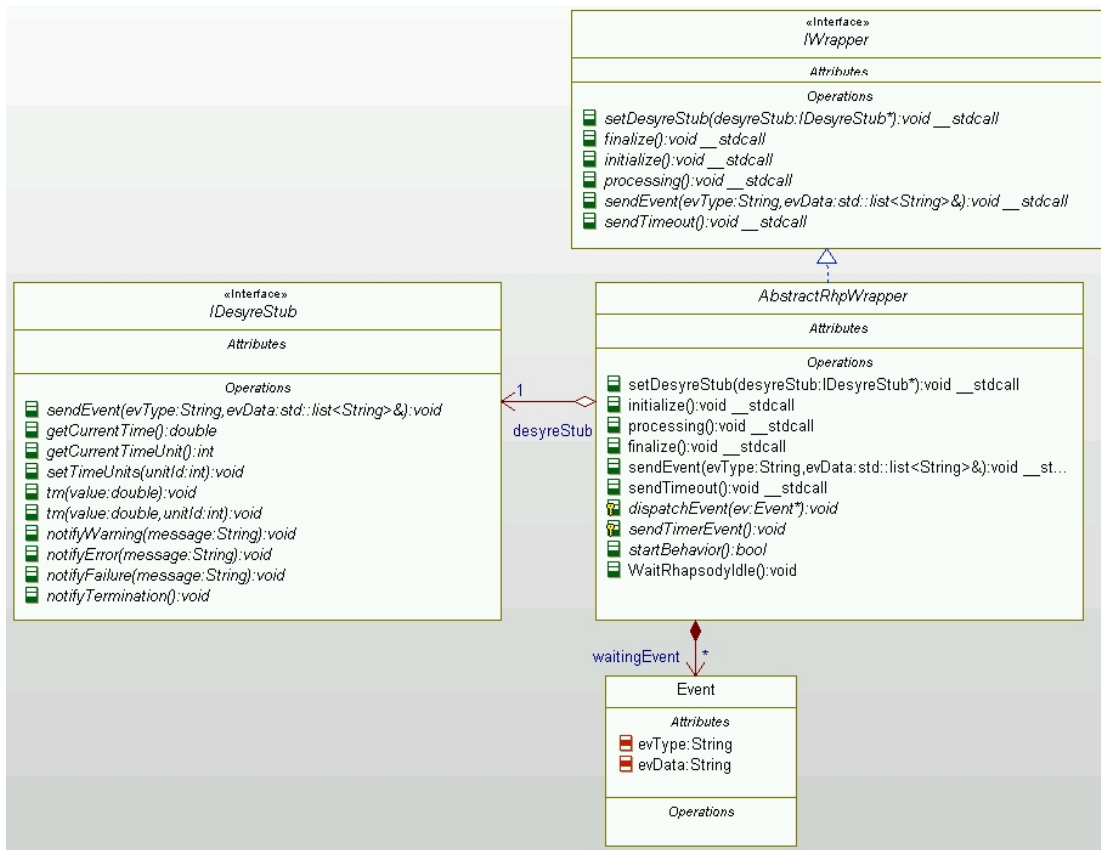 «Interface»
IWrapper
Attributes
Operations
setDesyreStub(desyreStub:IDesyreStub*):void __stdcall
finalize():void __stdcall
initialize():void __stdcall
processing():void __stdcall
sendEvent(evType:String,evData:std::list<String>&):void __stdcall
sendTimeout():void __stdcall
«Interface»
IDesyreStub
Attributes
Operations
sendEvent(evType:String,evData:std::list<String>&):void
getCurrentTime():double
getCurrentTimeUnit():int
setTimeUnits(unitId:int):void
tm(value:double):void
tm(value:double,unitId:int):void
notifyWarning(message:String):void
notifyError(message:String):void
notifyFailure(message:String):void
notifyTermination():void
1
desyreStub
AbstractRhpWrapper
Attributes
Operations
setDesyreStub(desyreStub:IDesyreStub*):void __stdcall
initialize():void __stdcall
processing():void __stdcall
finalize():void __stdcall
sendEvent(evType:String,evData:std::list<String>&):void __st...
sendTimeout():void __stdcall
dispatchEvent(ev:Event*):void
sendTimerEvent():void
startBehavior():bool
WaitRhapsodyIdle():void
waitingEvent
*
Event
Attributes
evType:String
evData:String
Operations